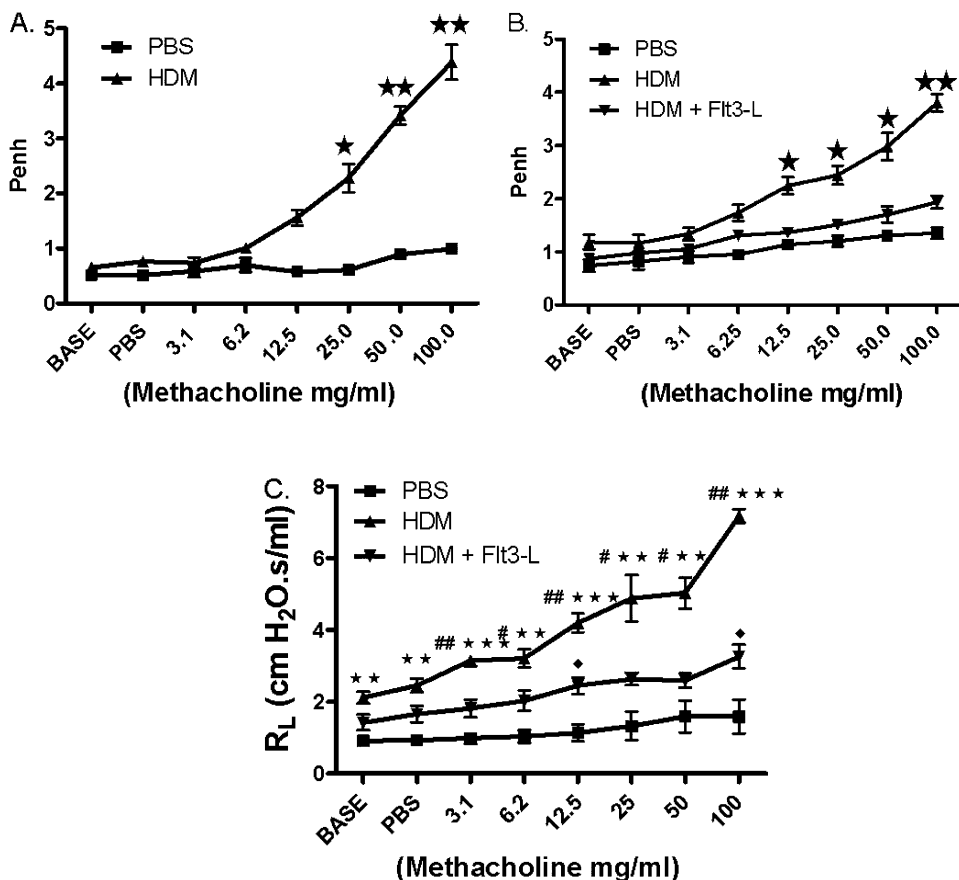 A.
PBS
HDM
★★
★★
★
Penh
5
4
3
2
1
0
BASE
PBS
3.1
6.2
12.5
25.0
50 .0
100.0
(Methacholine mg/ml)
B.
PBS
HDM
HDM + Flt3-L
★★
★
★
★
Penh
5
4
3
2
1
0
BASE
PBS
3.1
6.25
12.5
25.0
50.0
100.0
(Methacholine mg/ml)
C.
PBS
HDM
HDM + Flt3-L
## ★★★
# ★★
# ★★
## ★★★
# ★★
## ★★★
★★
★★
◆
◆
R_L (cm H₂O.s/ml)
8
6
4
2
0
BASE
PBS
3.1
6.2
12.5
25
50
100
(Methacholine mg/ml)